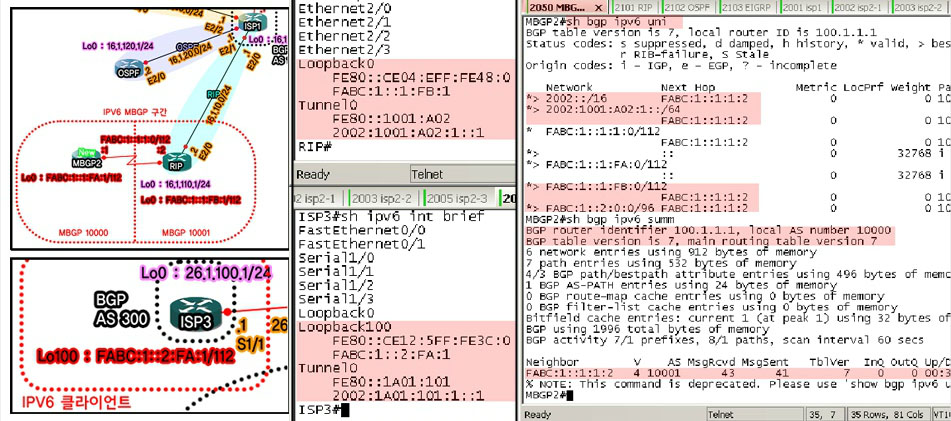 ISP1
Lo0 : 16,1,
BGP
AS
E2/2
E2/1
Lo0 : 16,1,120,1/24
OSPF
16,1,20,0/24
.2
E2/0
OSPF
RIP
16,1,10,0/24
IPV6 MBGP 구간
FABC:1::1:1:0/112
:1
:2
.2
E2/0
New
MBGP2
RIP
Lo0 : FABC:1::1:FA:1/112
16,1,110,1/24
Lo0 : FABC:1::1:FB:1/112
MBGP 10000
MBGP 10001
Lo0 : 26,1,100,1/24
BGP
AS 300
ISP3
.1
26
S1/1
Lo100 : FABC:1::2:FA:1/112
IPV6 클라이언트
Ethernet2/0
Ethernet2/1
Ethernet2/2
Ethernet2/3
Loopback0
FE80::CE04:EFF:FE48:0
FABC:1::1:FB:1
Tunnel0
FE80::1001:A02
2002:1001:A02:1::1
RIP#
Ready
Telnet
02 isp2-1
2003 isp2-2
2005 isp2-3
20
ISP3#sh ipv6 int brief
FastEthernet0/0
FastEthernet0/1
Serial1/0
Serial1/1
Serial1/2
Serial1/3
Loopback0
Loopback100
FE80::CE12:5FF:FE3C:0
FABC:1::2:FA:1
Tunnel0
FE80::1A01:101
2002:1A01:101:1::1
ISP3#
2050 MBG...
2101 RIP
2102 OSPF
2103 EIGRP
2001 isp1
2002 isp2-1
2003 isp2-2
MBGP2#sh bgp ipv6 uni
BGP table version is 7, local router ID is 100.1.1.1
Status codes: s suppressed, d damped, h history, * valid, > bes
r RIB-failure, S Stale
Origin codes: i - IGP, e - EGP, ? - incomplete
Network Next Hop Metric LocPrf Weight Pa
*> 2002::/16 FABC:1::1:1:2 0 0 10
*> 2002:1001:A02:1::/64
FABC:1::1:1:2 0 0 10
* FABC:1::1:1:0/112
FABC:1::1:1:2 0 0 10
*> :: 0 32768 i
* FABC:1::1:FA:0/112
*> :: 0 32768 i
*> FABC:1::1:FB:0/112
FABC:1::1:1:2 0 0 10
*> FABC:1::2:0:0/96 FABC:1::1:1:2 0 0 10
MBGP2#sh bgp ipv6 summ
BGP router identifier 100.1.1.1, local AS number 10000
BGP table version is 7, main routing table version 7
6 network entries using 912 bytes of memory
7 path entries using 532 bytes of memory
4/3 BGP path/bestpath attribute entries using 496 bytes of memc
1 BGP AS-PATH entries using 24 bytes of memory
0 BGP route-map cache entries using 0 bytes of memory
0 BGP filter-list cache entries using 0 bytes of memory
Bitfield cache entries: current 1 (at peak 1) using 32 bytes of
BGP using 1996 total bytes of memory
BGP activity 7/1 prefixes, 8/1 paths, scan interval 60 secs
Neighbor V AS MsgRcvd MsgSent TblVer InQ OutQ Up/D
FABC:1::1:1:2 4 10001 43 41 7 0 0 00:3
% NOTE: This command is deprecated. Please use 'show bgp ipv6 u
MBGP2#
Ready
Telnet
35, 7
35 Rows, 81 Cols
VT1